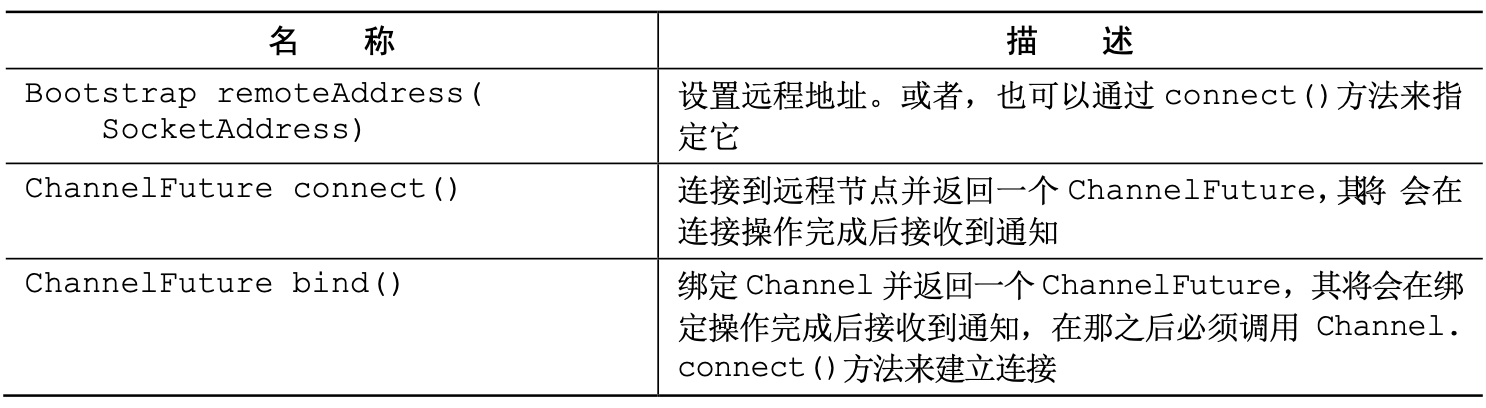 名 称
描 述
Bootstrap remoteAddress(
SocketAddress)
设置远程地址。或者，也可以通过 connect()方法来指
定它
ChannelFuture connect()
连接到远程节点并返回一个 ChannelFuture，其将 会在
连接操作完成后接收到通知
ChannelFuture bind()
绑定 Channel 并返回一个 ChannelFuture，其将会在绑
定操作完成后接收到通知，在那之后必须调用 Channel.
connect()方法来建立连接